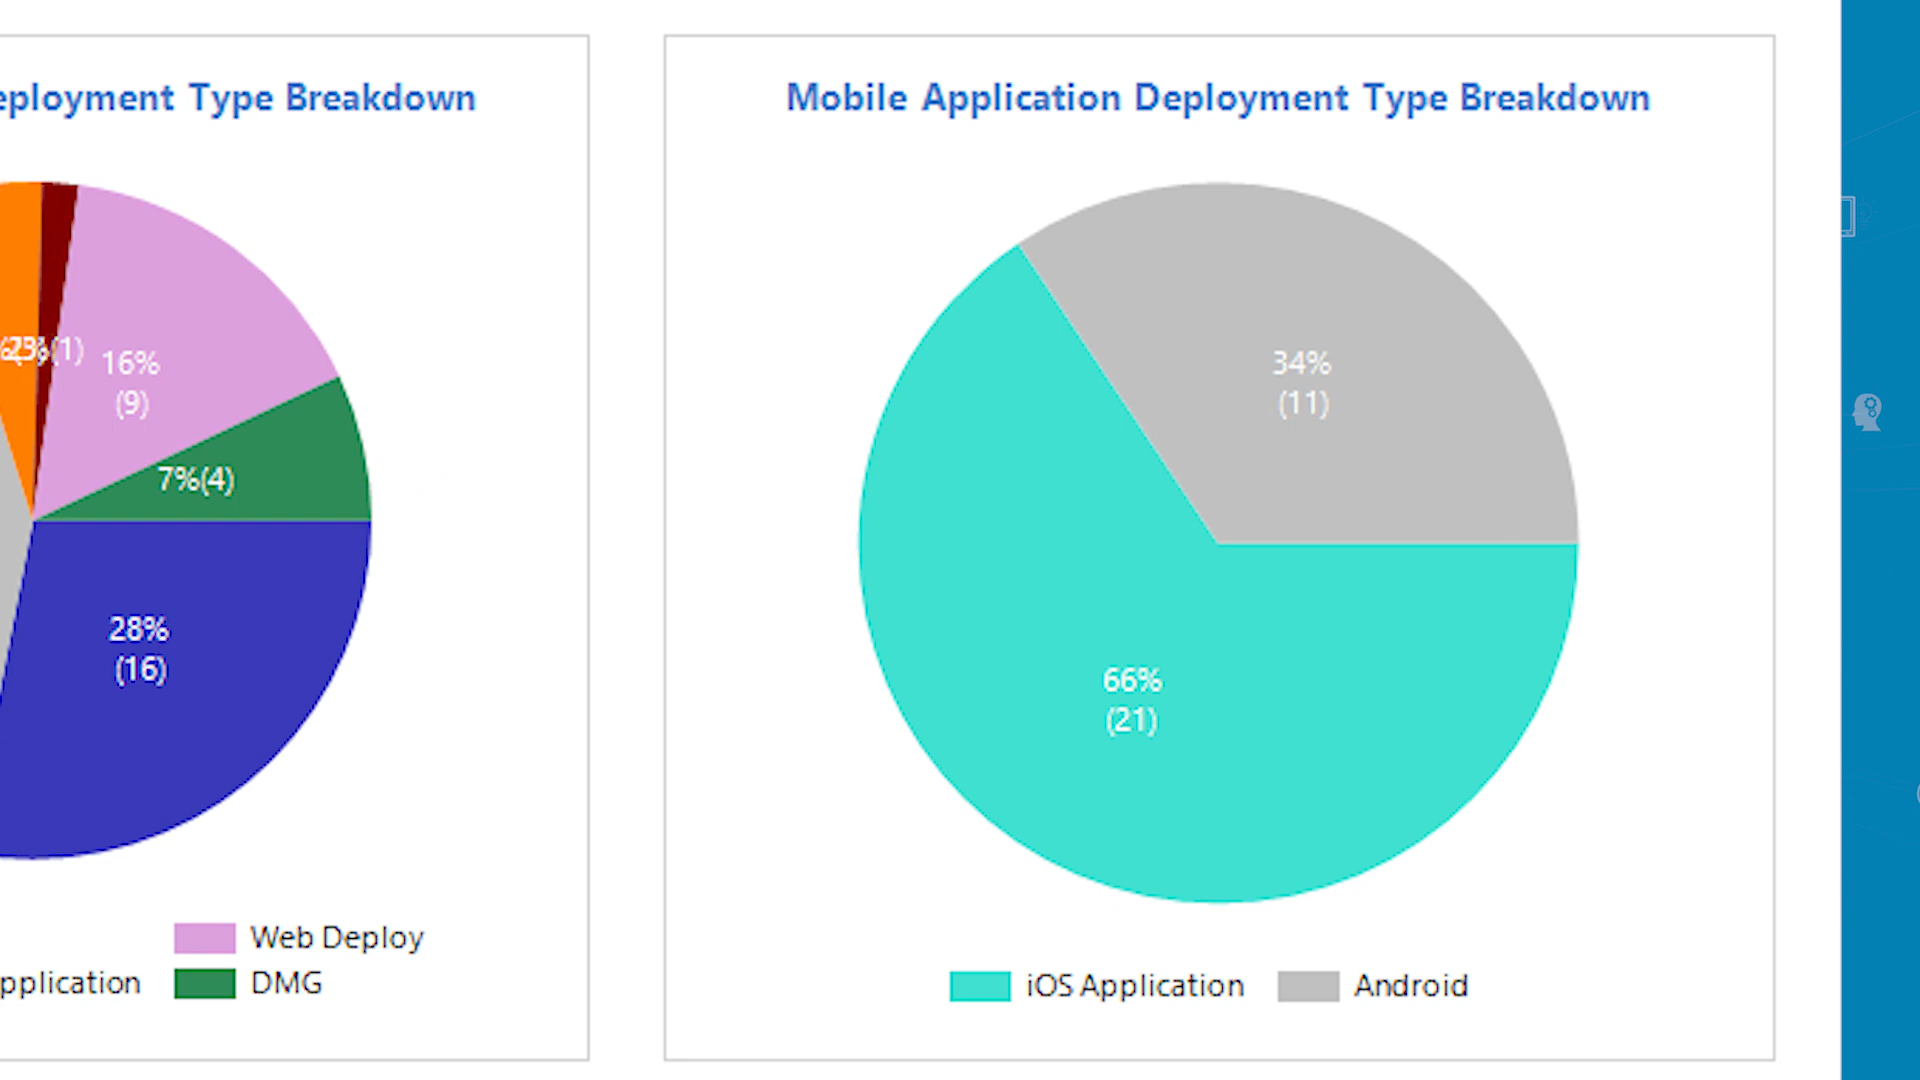 eployment Type Breakdown
16%
(9)
7%(4)
28%
(16)
Web Deploy
pplication
DMG
Mobile Application Deployment Type Breakdown
34%
(11)
66%
(21)
iOS Application
Android